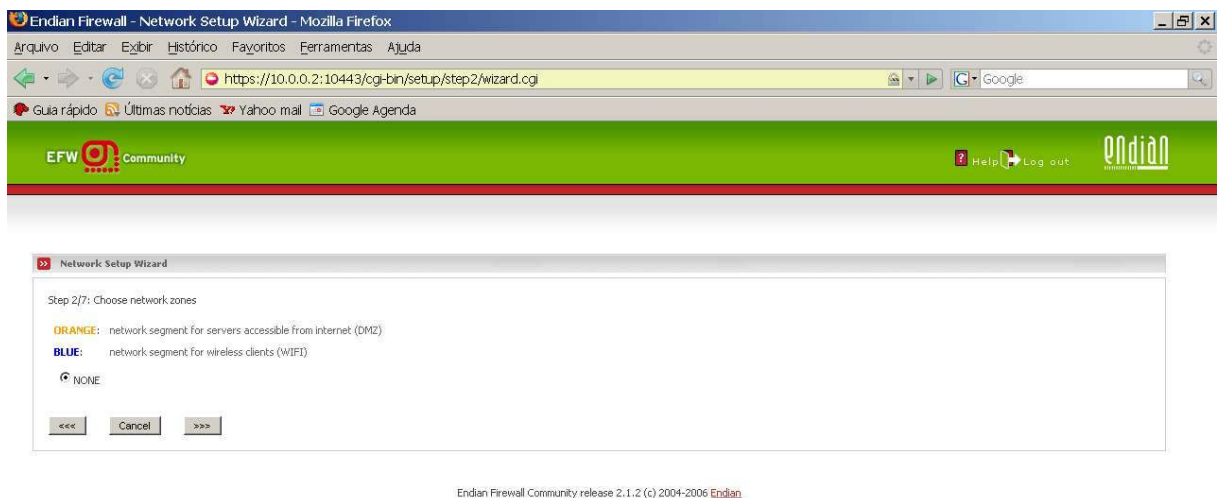 Endian Firewall - Network Setup Wizard - Mozilla Firefox
Arquivo Editar Exibir Histórico Favoritos Ferramentas Ajuda
https://10.0.0.2:10443/cgi-bin/setup/step2/wizard.cgi
G Google
Guia rápido Últimas notícias Yahoo mail Google Agenda
EFW Community
? Help Log out
endian
>> Network Setup Wizard
Step 2/7: Choose network zones
ORANGE: network segment for servers accessible from internet (DMZ)
BLUE: network segment for wireless clients (WIFI)
NONE
<<< Cancel >>>
Endian Firewall Community release 2.1.2 (c) 2004-2006 Endian